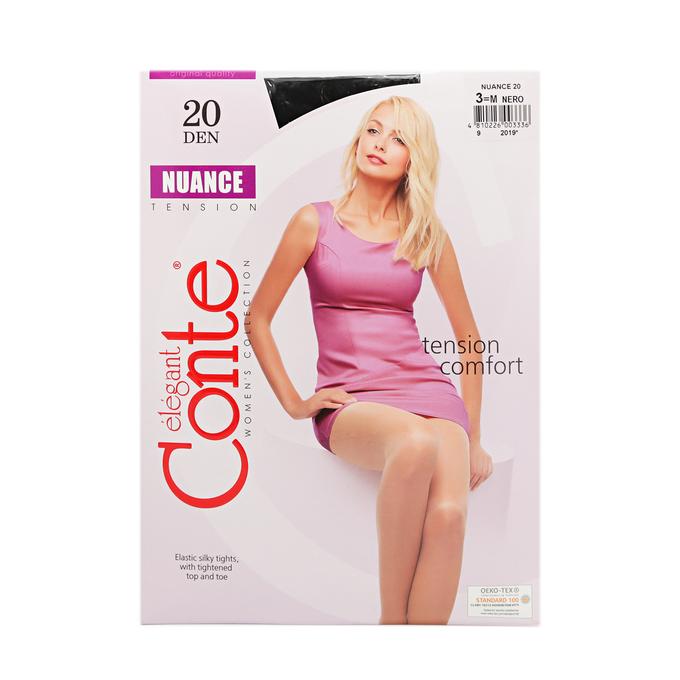 original quality
20
DEN
NUANCE
TENSION
élégant
Conte®
WOMEN'S COLLECTION
NUANCE 20
3=M NERO
4 810226 003336
9 2019*
tension
comfort
Elastic silky tights,
with tightened
top and toe
OEKO-TEX®
STANDARD 100